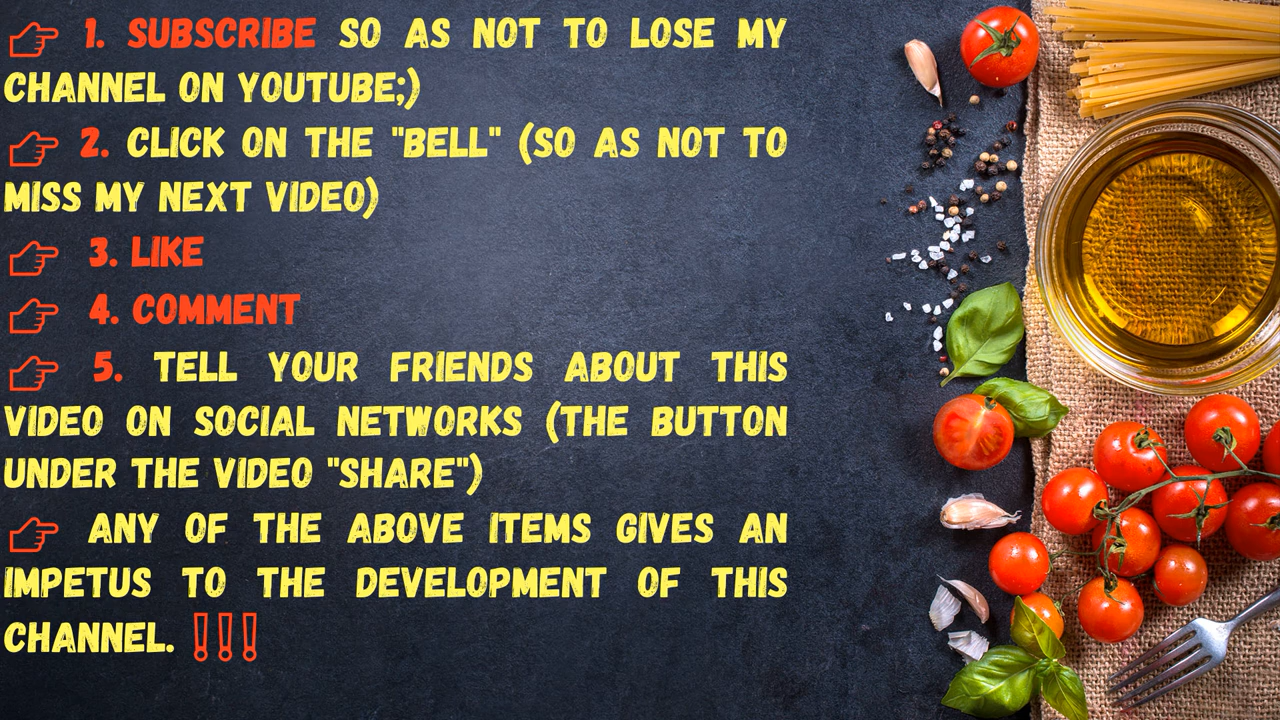 👉 1. SUBSCRIBE SO AS NOT TO LOSE MY
CHANNEL ON YOUTUBE;)
👉 2. CLICK ON THE "BELL" (SO AS NOT TO
MISS MY NEXT VIDEO)
👉 3. LIKE
👉 4. COMMENT
👉 5. TELL YOUR FRIENDS ABOUT THIS
VIDEO ON SOCIAL NETWORKS (THE BUTTON
UNDER THE VIDEO "SHARE")
👉 ANY OF THE ABOVE ITEMS GIVES AN
IMPETUS TO THE DEVELOPMENT OF THIS
CHANNEL. ❗❗❗